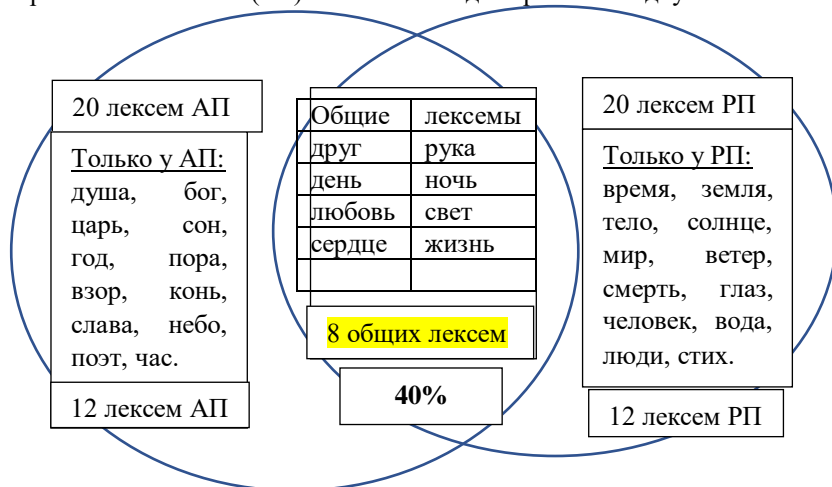 20 лексем АП
Только у АП:
душа, бог,
царь, сон,
год, пора,
взор, конь,
слава, небо,
поэт, час.
12 лексем АП
Общие лексемы
друг рука
день ночь
любовь свет
сердце жизнь
8 общих лексем
40%
20 лексем РП
Только у РП:
время, земля,
тело, солнце,
мир, ветер,
смерть, глаз,
человек, вода,
люди, стих.
12 лексем РП